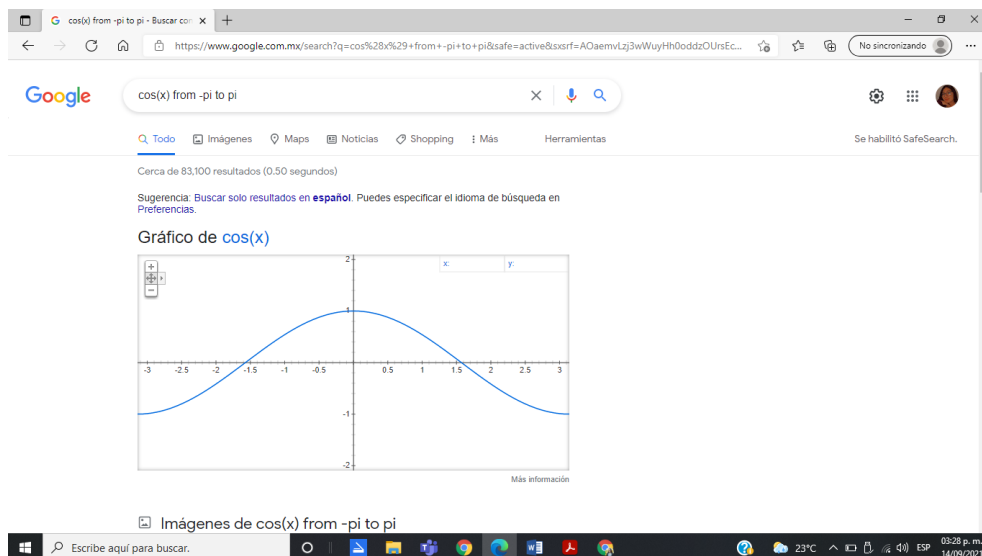 cos(x) from -pi to pi - Buscar con
https://www.google.com.mx/search?q=cos%28x%29+from+-pi+to+pi&safe=active&sxsrf=AOaemvLzj3wWuyHh0oddzOUrsEc...
No sincronizando
Google
cos(x) from -pi to pi
Todo Imágenes Maps Noticias Shopping Más Herramientas
Se habilitó SafeSearch.
Cerca de 83,100 resultados (0.50 segundos)
Sugerencia: Buscar solo resultados en español. Puedes especificar el idioma de búsqueda en
Preferencias.
Gráfico de cos(x)
x: y:
2
1
-3 -2.5 -2 -1.5 -1 -0.5 0.5 1 1.5 2 2.5 3
-1
-2
Más información
Imágenes de cos(x) from -pi to pi
Escribe aquí para buscar.
23°C ESP
03:28 p. m.
14/09/2021